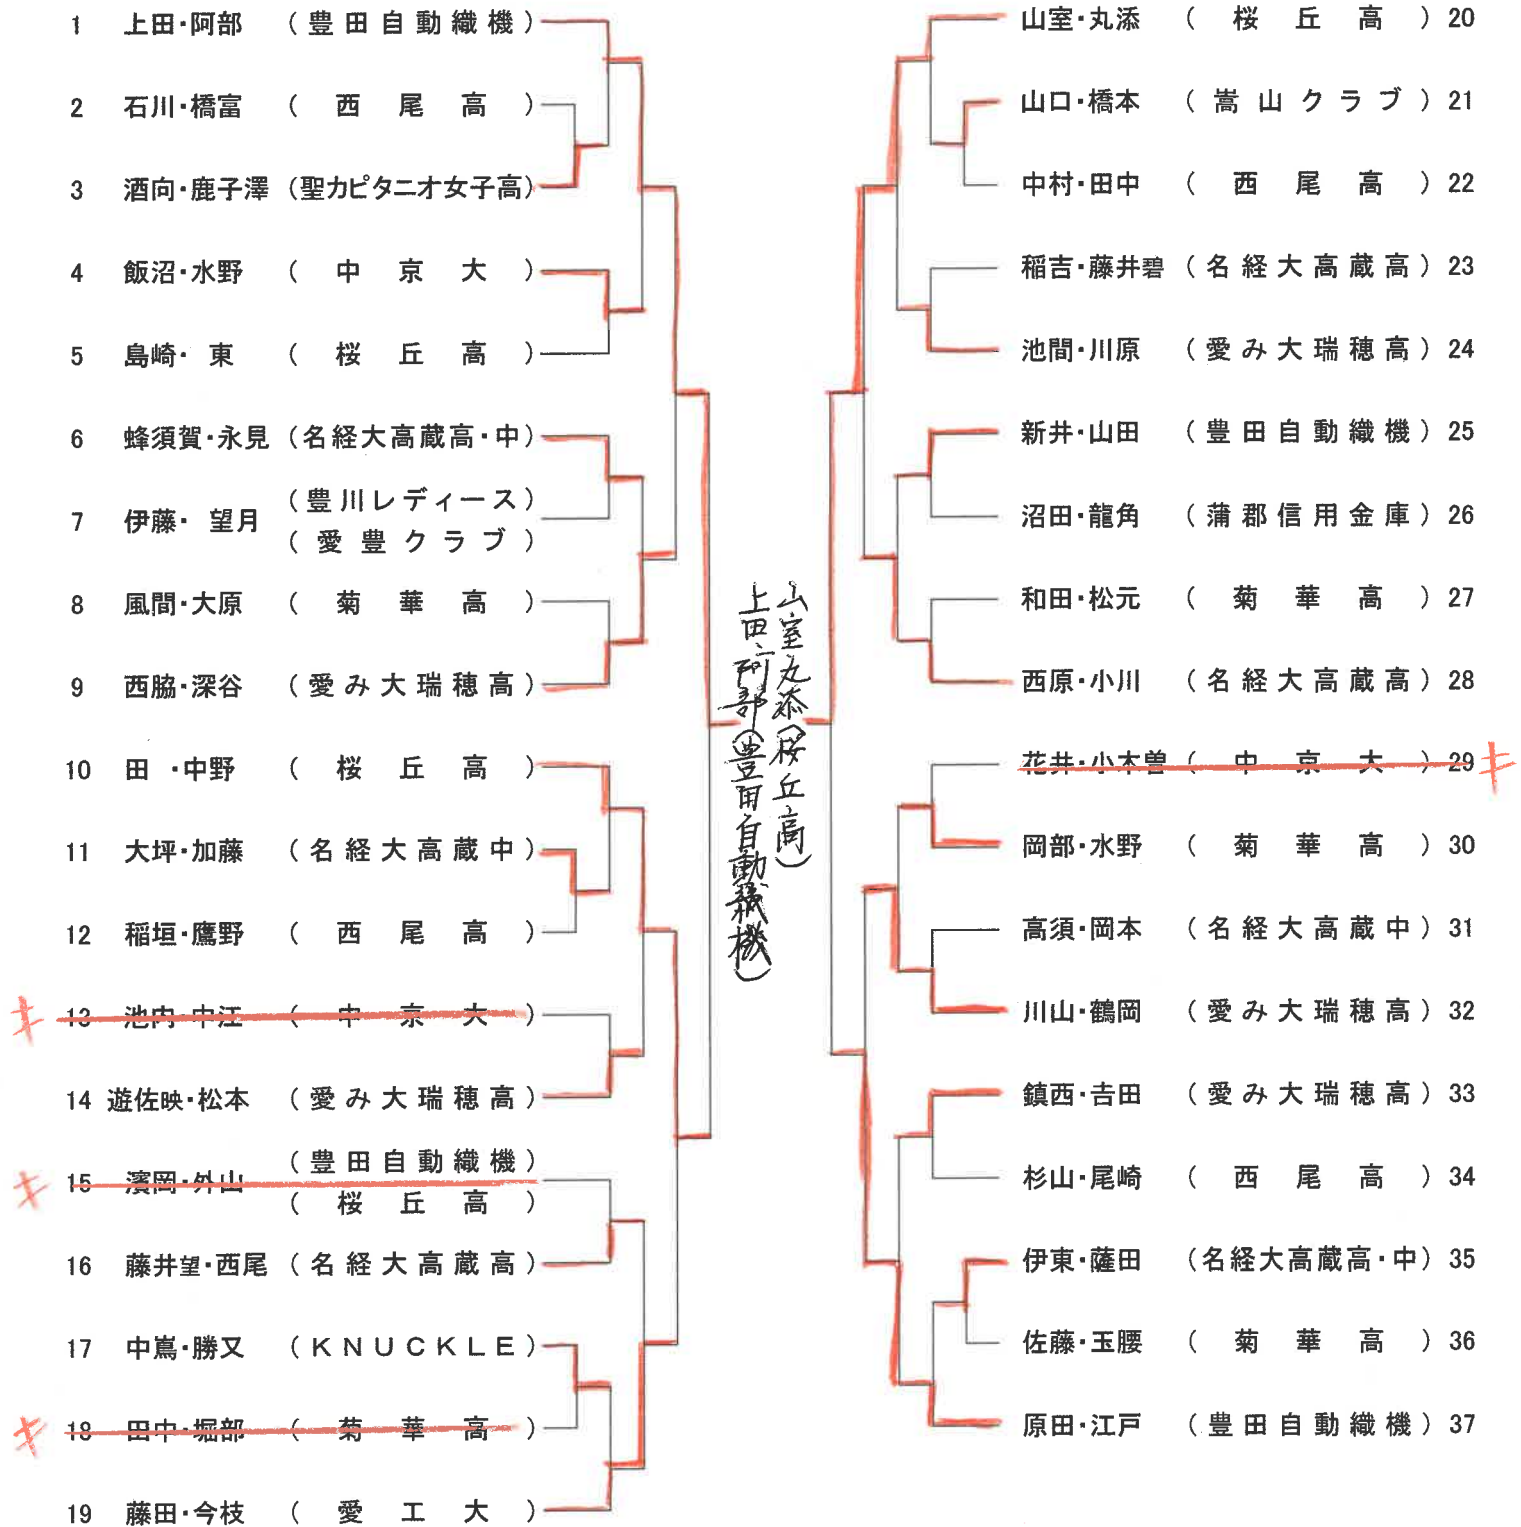 1 上田・阿部 (豊田自動織機)
2 石川・橋富 (西尾高)
3 酒向・鹿子澤 (聖カピタニオ女子高)
4 飯沼・水野 (中京大)
5 島崎・東 (桜丘高)
6 蜂須賀・永見 (名経大高蔵高・中)
7 伊藤・望月 (豊川レディース)
(愛豊クラブ)
8 風間・大原 (菊華高)
9 西脇・深谷 (愛み大瑞穂高)
10 田・中野 (桜丘高)
11 大坪・加藤 (名経大高蔵中)
12 稲垣・鷹野 (西尾高)
キ 13 池内・中江 (中京大)
14 遊佐映・松本 (愛み大瑞穂高)
キ 15 濱岡・外山 (豊田自動織機)
(桜丘高)
16 藤井望・西尾 (名経大高蔵高)
17 中嶌・勝又 (KNUCKLE)
キ 18 田中・堀部 (菊華高)
19 藤田・今枝 (愛工大)
山室丸添(桜丘高)
上田・阿部(豊田自動織機)
山室・丸添 (桜丘高) 20
山口・橋本 (嵩山クラブ) 21
中村・田中 (西尾高) 22
稲吉・藤井碧 (名経大高蔵高) 23
池間・川原 (愛み大瑞穂高) 24
新井・山田 (豊田自動織機) 25
沼田・龍角 (蒲郡信用金庫) 26
和田・松元 (菊華高) 27
西原・小川 (名経大高蔵高) 28
花井・小木曽 (中京大) 29 キ
岡部・水野 (菊華高) 30
高須・岡本 (名経大高蔵中) 31
川山・鶴岡 (愛み大瑞穂高) 32
鎮西・吉田 (愛み大瑞穂高) 33
杉山・尾崎 (西尾高) 34
伊東・薩田 (名経大高蔵高・中) 35
佐藤・玉腰 (菊華高) 36
原田・江戸 (豊田自動織機) 37